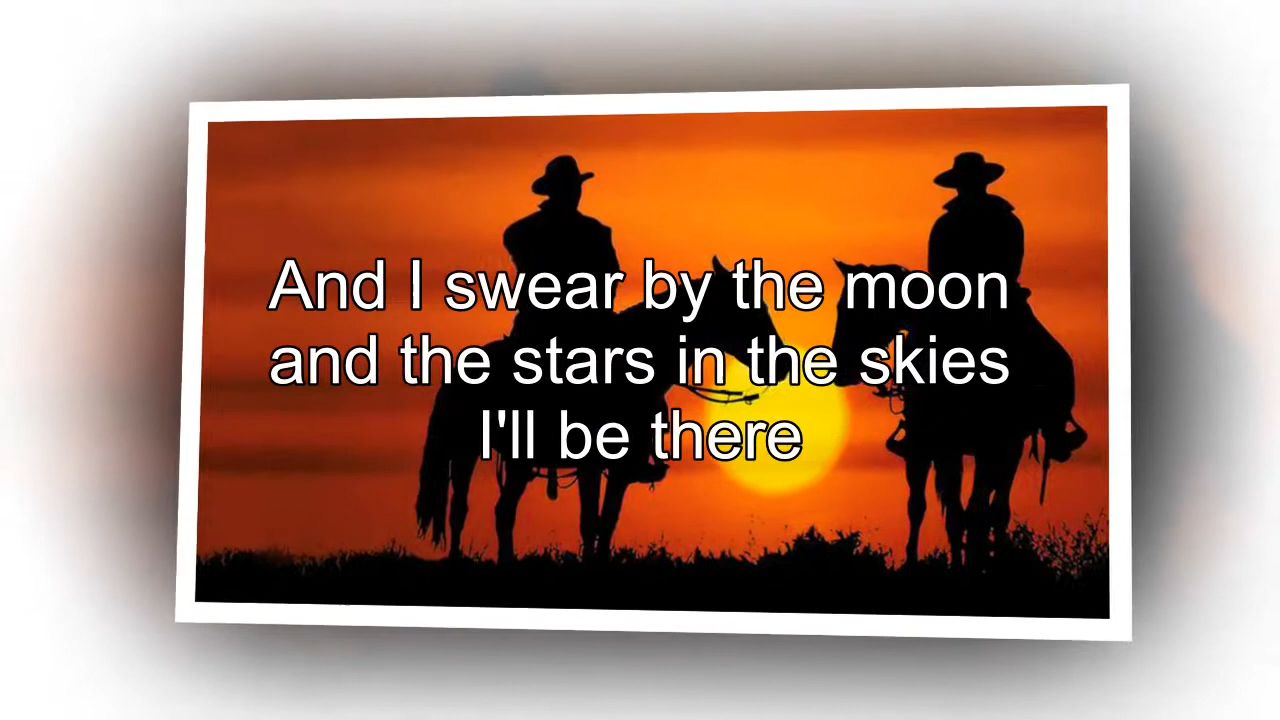 And I swear by the moon
and the stars in the skies
I'll be there